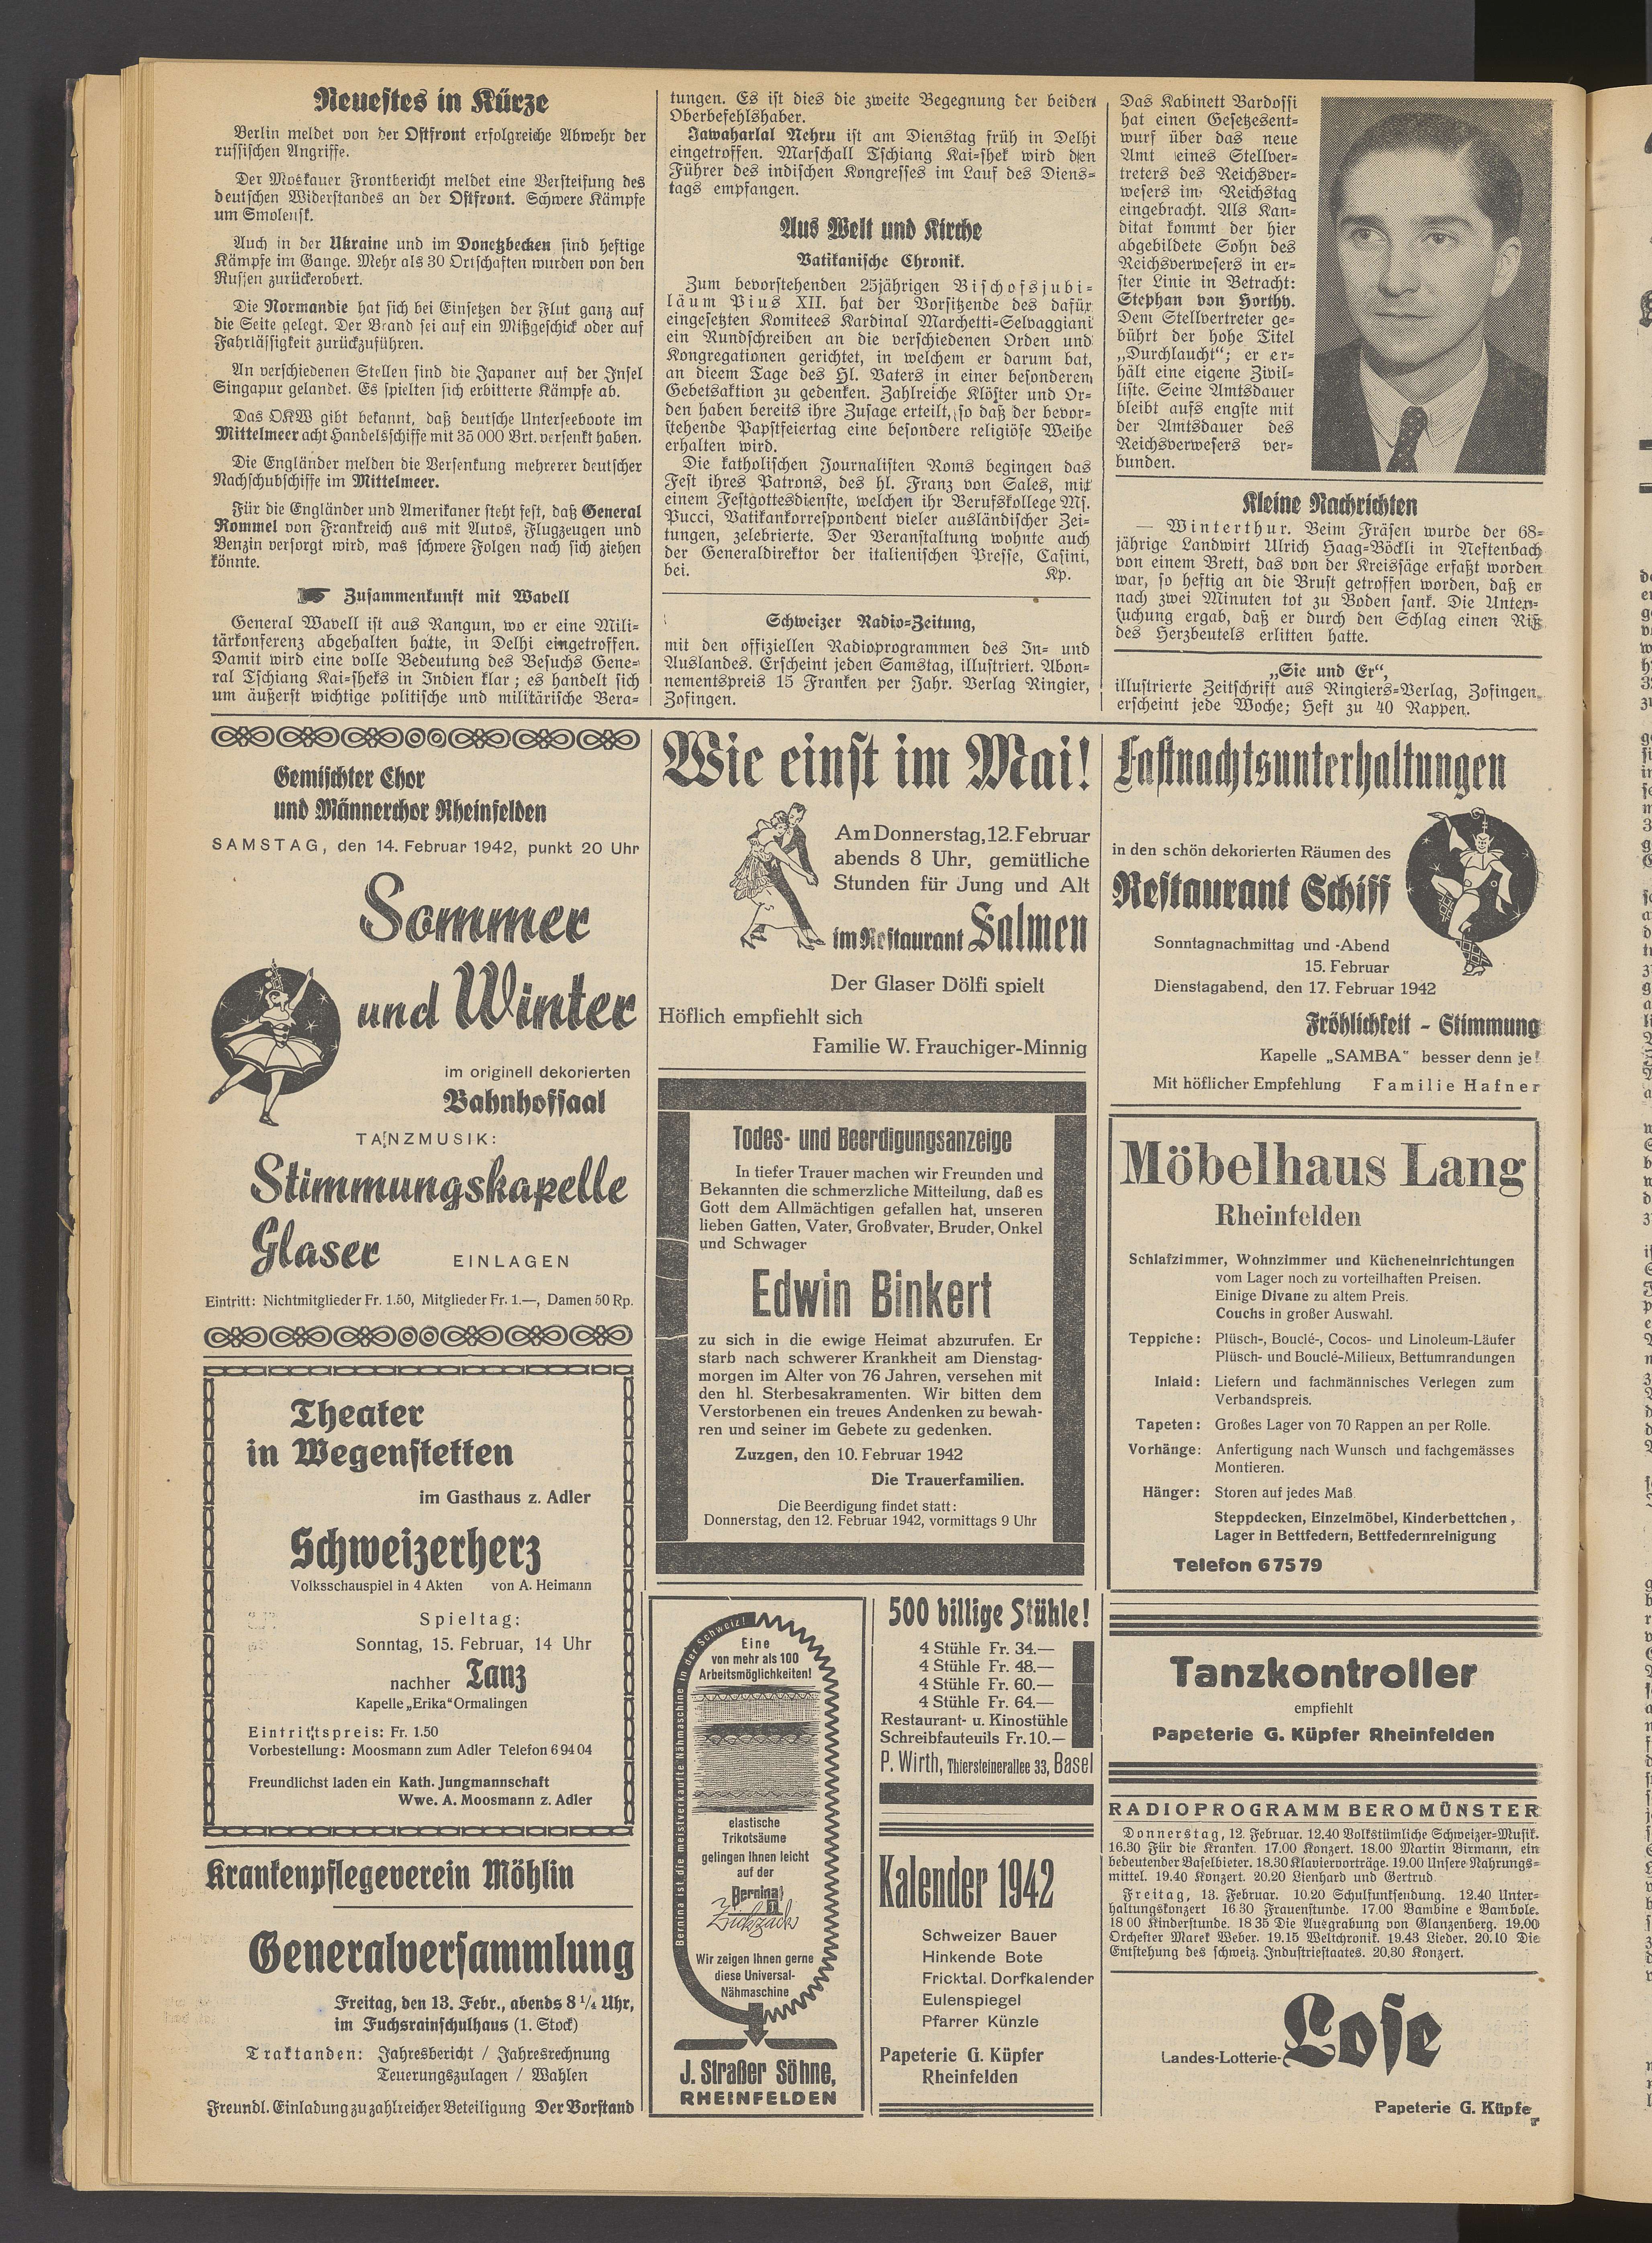 Neuestes in Kürze
Berlin meldet von der Ostfront erfolgreiche Abwehr der
russischen Angriffe.
Der Moskauer Frontbericht meldet eine Versteifung des
deutschen Widerstandes an der Ostfront. Schwere Kämpfe
um Smolensk.
Auch in der Ukraine und im Donetzbecken sind heftige
Kämpfe im Gange. Mehr als 30 Ortschaften wurden von den
Russen zurückerobert.
Die Normandie hat sich bei Einsetzen der Flut ganz auf
die Seite gelegt. Der Brand sei auf ein Mißgeschick oder auf
Fahrlässigkeit zurückzuführen.
An verschiedenen Stellen sind die Japaner auf der Insel
Singapur gelandet. Es spielten sich erbitterte Kämpfe ab.
Das OKW gibt bekannt, daß deutsche Unterseeboote im
Mittelmeer acht Handelsschiffe mit 35 000 Brt. versenkt haben.
Die Engländer melden die Versenkung mehrerer deutscher
Nachschubschiffe im Mittelmeer.
Für die Engländer und Amerikaner steht fest, daß General
Rommel von Frankreich aus mit Autos, Flugzeugen und
Benzin versorgt wird, was schwere Folgen nach sich ziehen
könnte.
☛ Zusammenkunft mit Wavell
General Wavell ist aus Rangun, wo er eine Mili-
tärkonferenz abgehalten hatte, in Delhi eingetroffen.
Damit wird eine volle Bedeutung des Besuchs Gene-
ral Tschiang Kai-sheks in Indien klar; es handelt sich
um äußerst wichtige politische und militärische Bera-
tungen. Es ist dies die zweite Begegnung der beiden
Oberbefehlshaber.
Jawaharlal Nehru ist am Dienstag früh in Delhi
eingetroffen. Marschall Tschiang Kai-shek wird den
Führer des indischen Kongresses im Lauf des Diens-
tags empfangen.
Aus Welt und Kirche
Vatikanische Chronik.
Zum bevorstehenden 25jährigen Bischofsjubi-
läum Pius XII. hat der Vorsitzende des dafür
eingesetzten Komitees Kardinal Marchetti-Selvaggiani
ein Rundschreiben an die verschiedenen Orden und
Kongregationen gerichtet, in welchem er darum bat,
an diesem Tage des Hl. Vaters in einer besonderen
Gebetsaktion zu gedenken. Zahlreiche Klöster und Or-
den haben bereits ihre Zusage erteilt, so daß der bevor-
stehende Papstfeiertag eine besondere religiöse Weihe
erhalten wird.
Die katholischen Journalisten Roms begingen das
Fest ihres Patrons, des hl. Franz von Sales, mit
einem Festgottesdienste, welchen ihr Berufskollege Ms.
Pucci, Vatikankorrespondent vieler ausländischer Zei-
tungen, zelebrierte. Der Veranstaltung wohnte auch
der Generaldirektor der italienischen Presse, Casini,
bei. Kp.
Schweizer Radio-Zeitung,
mit den offiziellen Radioprogrammen des In- und
Auslandes. Erscheint jeden Samstag, illustriert. Abon-
nementspreis 15 Franken per Jahr. Verlag Ringier,
Zofingen.
Das Kabinett Bardossi
hat einen Gesetzesent-
wurf über das neue
Amt eines Stellver-
treters des Reichsver-
wesers im Reichstag
eingebracht. Als Kan-
ditat kommt der hier
abgebildete Sohn des
Reichsverwesers in er-
ster Linie in Betracht:
Stephan von Horthy.
Dem Stellvertreter ge-
bührt der hohe Titel
„Durchlaucht“; er er-
hält eine eigene Zivil-
liste. Seine Amtsdauer
bleibt aufs engste mit
der Amtsdauer des
Reichsverwesers ver-
bunden.
Kleine Nachrichten
— Winterthur. Beim Fräsen wurde der 68-
jährige Landwirt Ulrich Haag-Böckli in Neftenbach
von einem Brett, das von der Kreissäge erfaßt worden
war, so heftig an die Brust getroffen worden, daß er
nach zwei Minuten tot zu Boden sank. Die Unter-
suchung ergab, daß er durch den Schlag einen Riß
des Herzbeutels erlitten hatte.
„Sie und Er“,
illustrierte Zeitschrift aus Ringiers-Verlag, Zofingen,
erscheint jede Woche; Heft zu 40 Rappen.
Gemischter Chor
und Männerchor Rheinfelden
SAMSTAG, den 14. Februar 1942, punkt 20 Uhr
Sommer
und Winter
im originell dekorierten
Bahnhofsaal
TANZMUSIK:
Stimmungskapelle
Glaser EINLAGEN
Eintritt: Nichtmitglieder Fr. 1.50, Mitglieder Fr. 1.—, Damen 50 Rp.
Theater
in Wegenstetten
im Gasthaus z. Adler
Schweizerherz
Volksschauspiel in 4 Akten von A. Heimann
Spieltag:
Sonntag, 15. Februar, 14 Uhr
nachher Tanz
Kapelle „Erika“ Ormalingen
Eintrittspreis: Fr. 1.50
Vorbestellung: Moosmann zum Adler Telefon 6 94 04
Freundlichst laden ein Kath. Jungmannschaft
Wwe. A. Moosmann z. Adler
Krankenpflegeverein Möhlin
Generalversammlung
Freitag, den 13. Febr., abends 8 1/4 Uhr,
im Fuchsrainschulhaus (1. Stock)
Traktanden: Jahresbericht / Jahresrechnung
Teuerungszulagen / Wahlen
Freundl. Einladung zu zahlreicher Beteiligung Der Vorstand
Wie einst im Mai!
Am Donnerstag, 12. Februar
abends 8 Uhr, gemütliche
Stunden für Jung und Alt
im Restaurant Salmen
Der Glaser Dölfi spielt
Höflich empfiehlt sich
Familie W. Frauchiger-Minnig
Todes- und Beerdigungsanzeige
In tiefer Trauer machen wir Freunden und
Bekannten die schmerzliche Mitteilung, daß es
Gott dem Allmächtigen gefallen hat, unseren
lieben Gatten, Vater, Großvater, Bruder, Onkel
und Schwager
Edwin Binkert
zu sich in die ewige Heimat abzurufen. Er
starb nach schwerer Krankheit am Dienstag-
morgen im Alter von 76 Jahren, versehen mit
den hl. Sterbesakramenten. Wir bitten dem
Verstorbenen ein treues Andenken zu bewah-
ren und seiner im Gebete zu gedenken.
Zuzgen, den 10. Februar 1942
Die Trauerfamilien.
Die Beerdigung findet statt:
Donnerstag, den 12. Februar 1942, vormittags 9 Uhr
Bernina ist die meistverkaufte Nähmaschine in der Schweiz!
Eine
von mehr als 100
Arbeitsmöglichkeiten!
elastische
Trikotsäume
gelingen Ihnen leicht
auf der
Bernina
Zickzack
Wir zeigen Ihnen gerne
diese Universal-
Nähmaschine
J. Straßer Söhne,
RHEINFELDEN
500 billige Stühle!
4 Stühle Fr. 34.—
4 Stühle Fr. 48.—
4 Stühle Fr. 60.—
4 Stühle Fr. 64.—
Restaurant- u. Kinostühle
Schreibfauteuils Fr. 10.—
P. Wirth, Thiersteinerallee 33, Basel
Kalender 1942
Schweizer Bauer
Hinkende Bote
Fricktal. Dorfkalender
Eulenspiegel
Pfarrer Künzle
Papeterie G. Küpfer
Rheinfelden
Fastnachtsunterhaltungen
in den schön dekorierten Räumen des
Restaurant Schiff
Sonntagnachmittag und -Abend
15. Februar
Dienstagabend, den 17. Februar 1942
Fröhlichkeit - Stimmung
Kapelle „SAMBA“ besser denn je!
Mit höflicher Empfehlung Familie Hafner
Möbelhaus Lang
Rheinfelden
Schlafzimmer, Wohnzimmer und Kücheneinrichtungen
vom Lager noch zu vorteilhaften Preisen.
Einige Divane zu altem Preis.
Couchs in großer Auswahl.
Teppiche: Plüsch-, Bouclé-, Cocos- und Linoleum-Läufer
Plüsch- und Bouclé-Milieux, Bettumrandungen
Inlaid: Liefern und fachmännisches Verlegen zum
Verbandspreis.
Tapeten: Großes Lager von 70 Rappen an per Rolle.
Vorhänge: Anfertigung nach Wunsch und fachgemässes
Montieren.
Hänger: Storen auf jedes Maß
Steppdecken, Einzelmöbel, Kinderbettchen,
Lager in Bettfedern, Bettfedernreinigung
Telefon 6 75 79
Tanzkontroller
empfiehlt
Papeterie G. Küpfer Rheinfelden
RADIOPROGRAMM BEROMÜNSTER
Donnerstag, 12. Februar. 12.40 Volkstümliche Schweizer-Musik.
16.30 Für die Kranken. 17.00 Konzert. 18.00 Martin Birmann, ein
bedeutender Baselbieter. 18.30 Klaviervorträge. 19.00 Unsere Nahrungs-
mittel. 19.40 Konzert. 20.20 Lienhard und Gertrud
Freitag, 13. Februar. 10.20 Schulfunksendung. 12.40 Unter-
haltungskonzert 16 30 Frauenstunde. 17.00 Bambine e Bambole.
18 00 Kinderstunde. 18 35 Die Ausgrabung von Glanzenberg. 19.00
Orchester Marek Weber. 19.15 Weltchronik. 19.43 Lieder. 20.10 Die
Entstehung des schweiz. Industriestaates. 20.30 Konzert.
Landes-Lotterie-Lose
Papeterie G. Küpfer